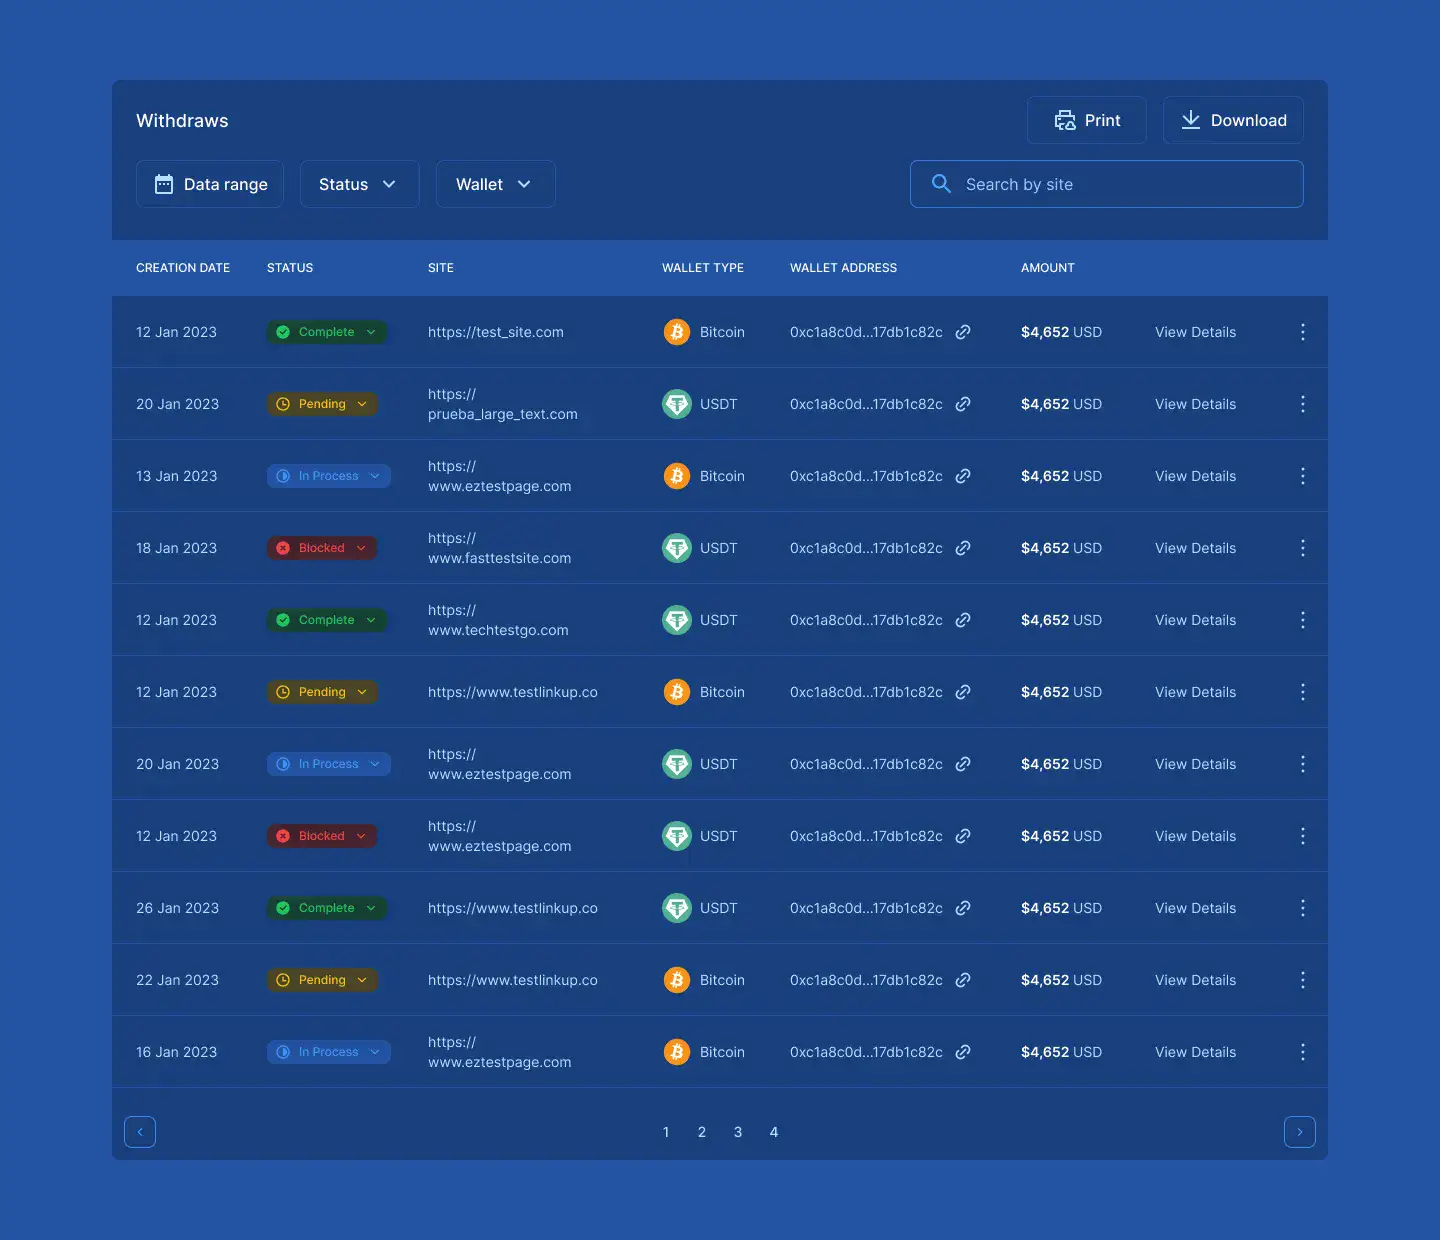 Withdraws
Print
Download
Data range
Status
Wallet
Search by site
CREATION DATE STATUS SITE WALLET TYPE WALLET ADDRESS AMOUNT
12 Jan 2023 Complete https://test_site.com Bitcoin 0xc1a8c0d...17db1c82c $4,652 USD View Details
20 Jan 2023 Pending https://
prueba_large_text.com USDT 0xc1a8c0d...17db1c82c $4,652 USD View Details
13 Jan 2023 In Process https://
www.eztestpage.com Bitcoin 0xc1a8c0d...17db1c82c $4,652 USD View Details
18 Jan 2023 Blocked https://
www.fasttestsite.com USDT 0xc1a8c0d...17db1c82c $4,652 USD View Details
12 Jan 2023 Complete https://
www.techtestgo.com USDT 0xc1a8c0d...17db1c82c $4,652 USD View Details
12 Jan 2023 Pending https://www.testlinkup.co Bitcoin 0xc1a8c0d...17db1c82c $4,652 USD View Details
20 Jan 2023 In Process https://
www.eztestpage.com USDT 0xc1a8c0d...17db1c82c $4,652 USD View Details
12 Jan 2023 Blocked https://
www.eztestpage.com USDT 0xc1a8c0d...17db1c82c $4,652 USD View Details
26 Jan 2023 Complete https://www.testlinkup.co USDT 0xc1a8c0d...17db1c82c $4,652 USD View Details
22 Jan 2023 Pending https://www.testlinkup.co Bitcoin 0xc1a8c0d...17db1c82c $4,652 USD View Details
16 Jan 2023 In Process https://
www.eztestpage.com Bitcoin 0xc1a8c0d...17db1c82c $4,652 USD View Details
1 2 3 4